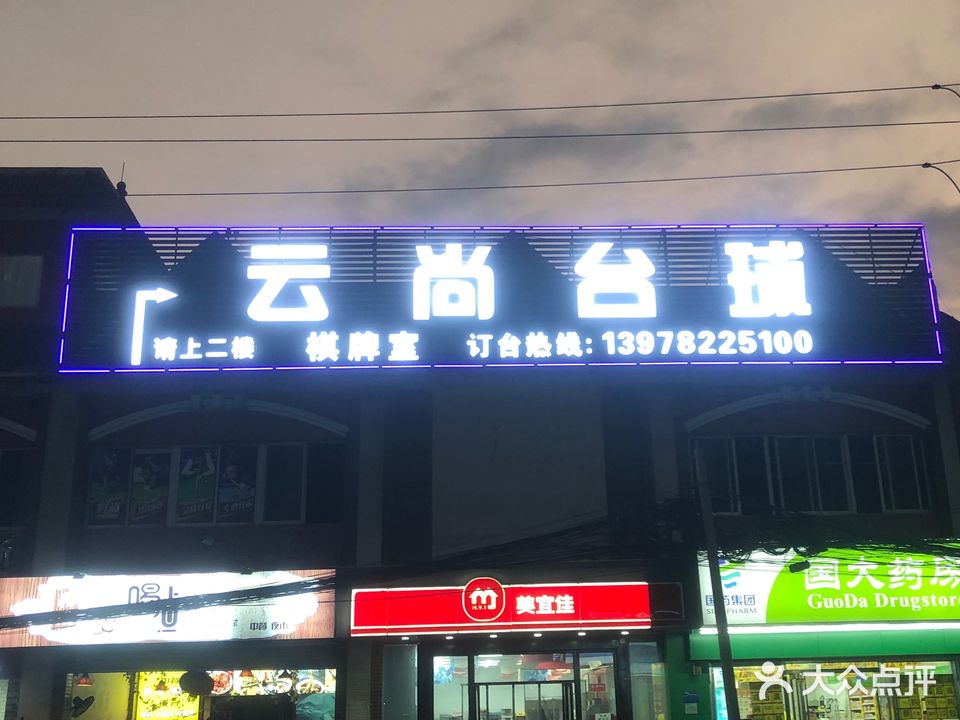 云尚台球
请上二楼 棋牌室 订台热线:13978225100
美宜佳
国药集团
SINOPHARM
国大药房
GuoDa Drugstore
大众点评